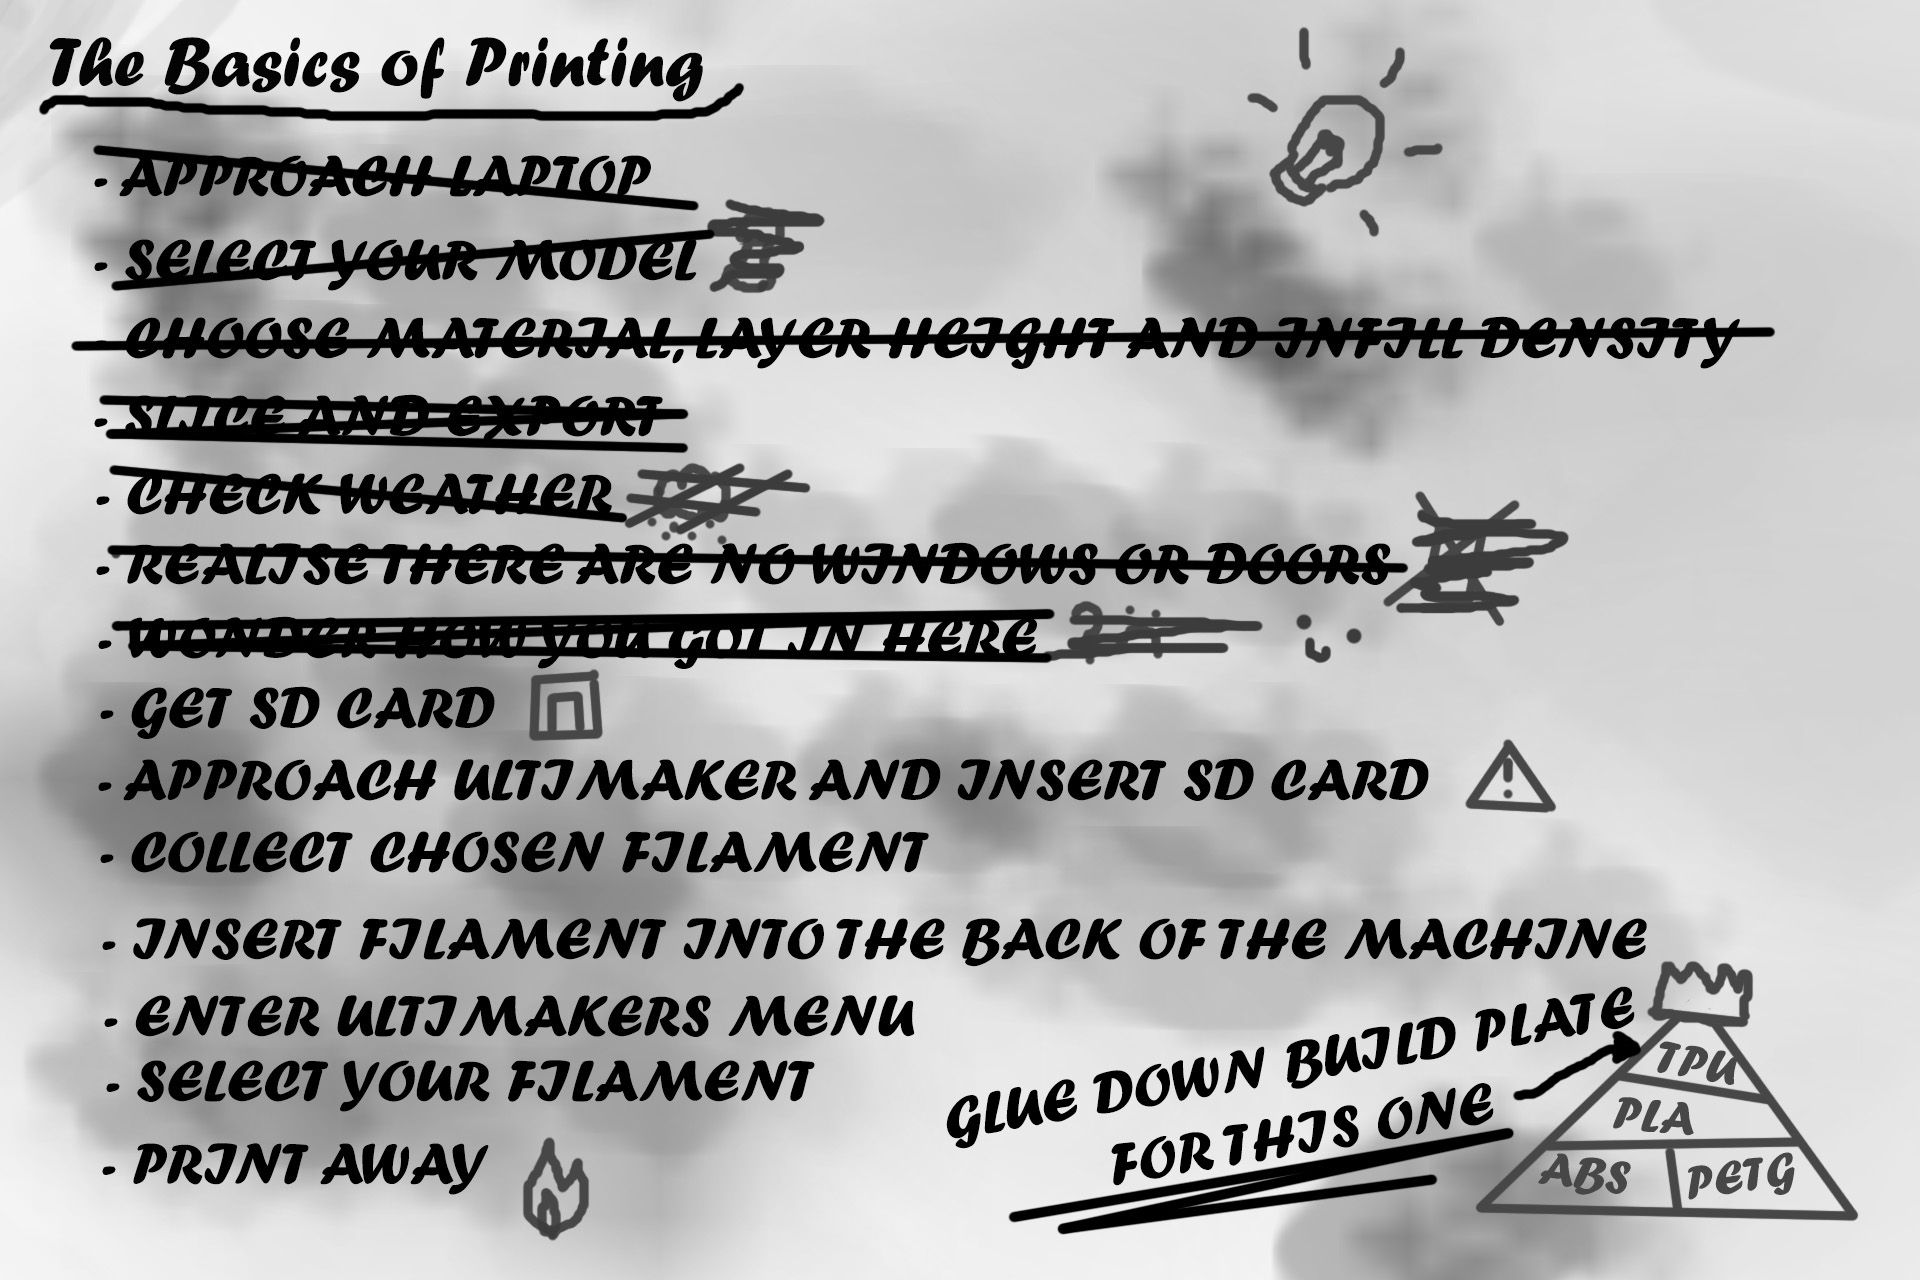 The Basics of Printing
- APPROACH LAPTOP
- SELECT YOUR MODEL
- CHOOSE MATERIAL, LAYER HEIGHT AND INFILL DENSITY
- SLICE AND EXPORT
- CHECK WEATHER
- REALISE THERE ARE NO WINDOWS OR DOORS
- WONDER HOW YOU GOT IN HERE
- GET SD CARD
- APPROACH ULTIMAKER AND INSERT SD CARD
- COLLECT CHOSEN FILAMENT
- INSERT FILAMENT INTO THE BACK OF THE MACHINE
- ENTER ULTIMAKERS MENU
- SELECT YOUR FILAMENT
- PRINT AWAY
GLUE DOWN BUILD PLATE
FOR THIS ONE
TPU
PLA
ABS PETG